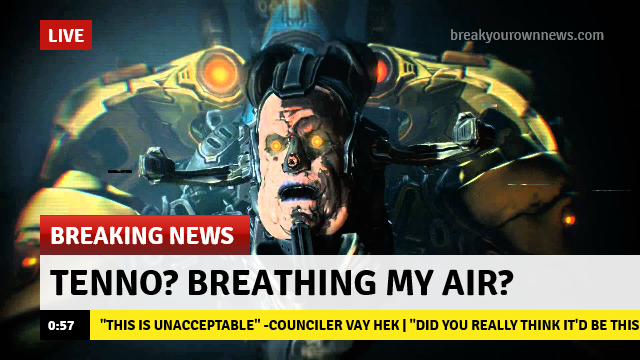 LIVE
breakyourownnews.com
BREAKING NEWS
TENNO? BREATHING MY AIR?
0:57
"THIS IS UNACCEPTABLE" -COUNCILER VAY HEK | "DID YOU REALLY THINK IT'D BE THIS